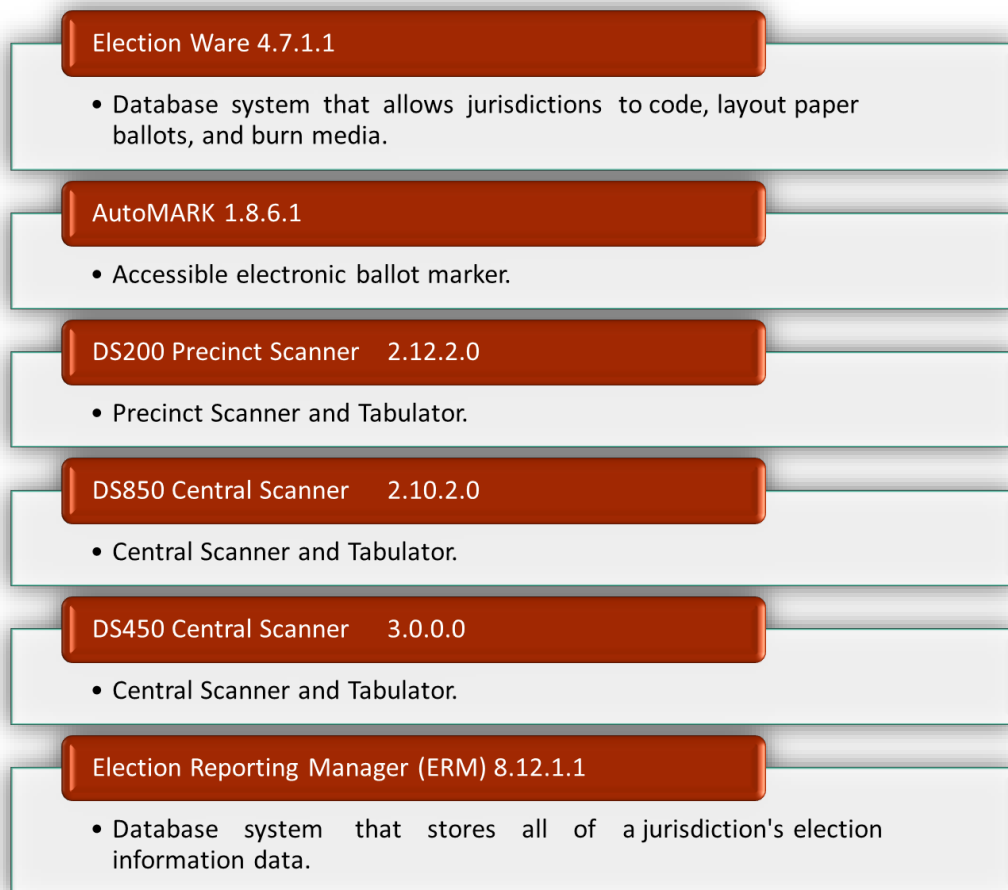 Election Ware 4.7.1.1
• Database system that allows jurisdictions to code, layout paper
ballots, and burn media.
AutoMARK 1.8.6.1
• Accessible electronic ballot marker.
DS200 Precinct Scanner 2.12.2.0
• Precinct Scanner and Tabulator.
DS850 Central Scanner 2.10.2.0
• Central Scanner and Tabulator.
DS450 Central Scanner 3.0.0.0
• Central Scanner and Tabulator.
Election Reporting Manager (ERM) 8.12.1.1
• Database system that stores all of a jurisdiction's election
information data.